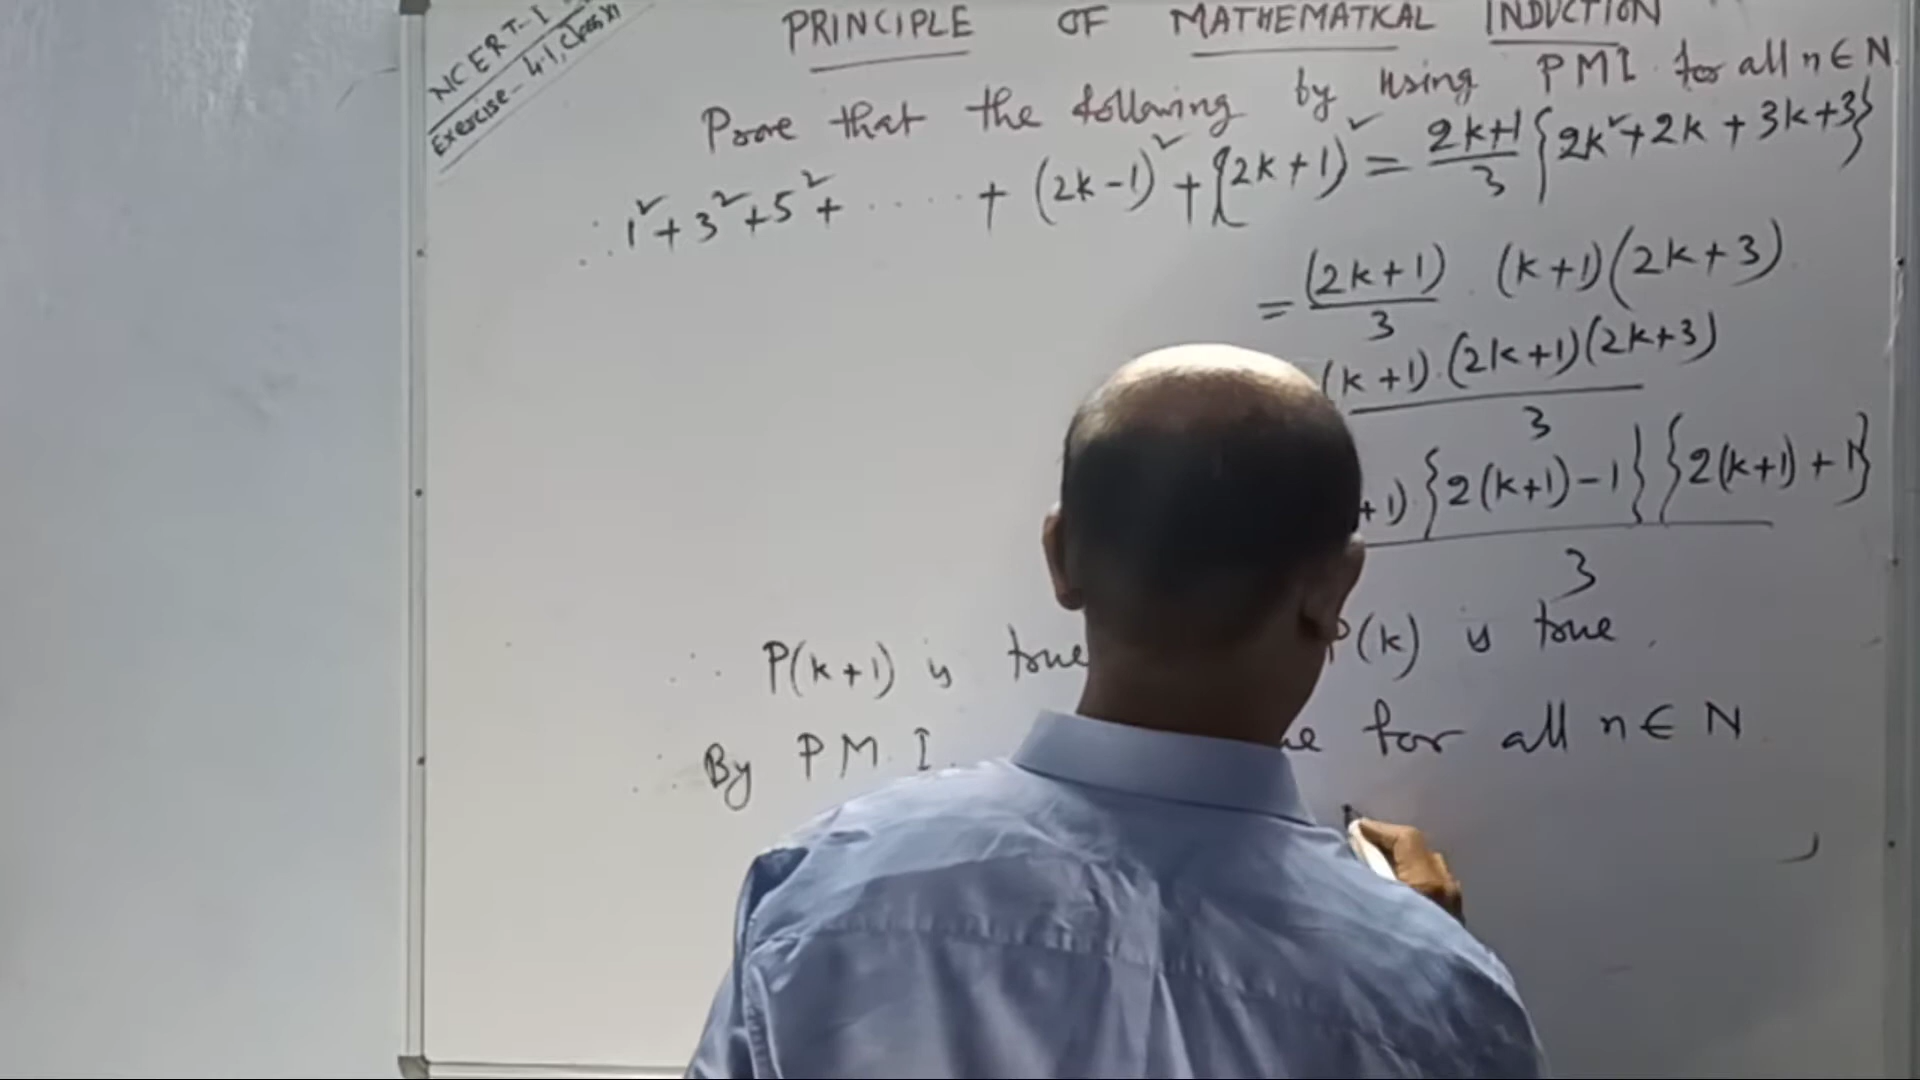 NCERT-I
Exercise-4.1, Class XI
PRINCIPLE OF MATHEMATICAL INDUCTION
Prove that the following by using PMI for all n ∈ N
∴ 1² + 3² + 5² + ..... + (2k-1)² + {2k+1)² = 2k+1/3 {2k² + 2k + 3k + 3}
= (2k+1)/3 . (k+1)(2k+3)
(k+1).(2k+1)(2k+3)/3
+1).{2(k+1)-1}{2(k+1)+1}/3
∴ P(k+1) is true P(k) is true.
∴ By P.M.I. for all n ∈ N